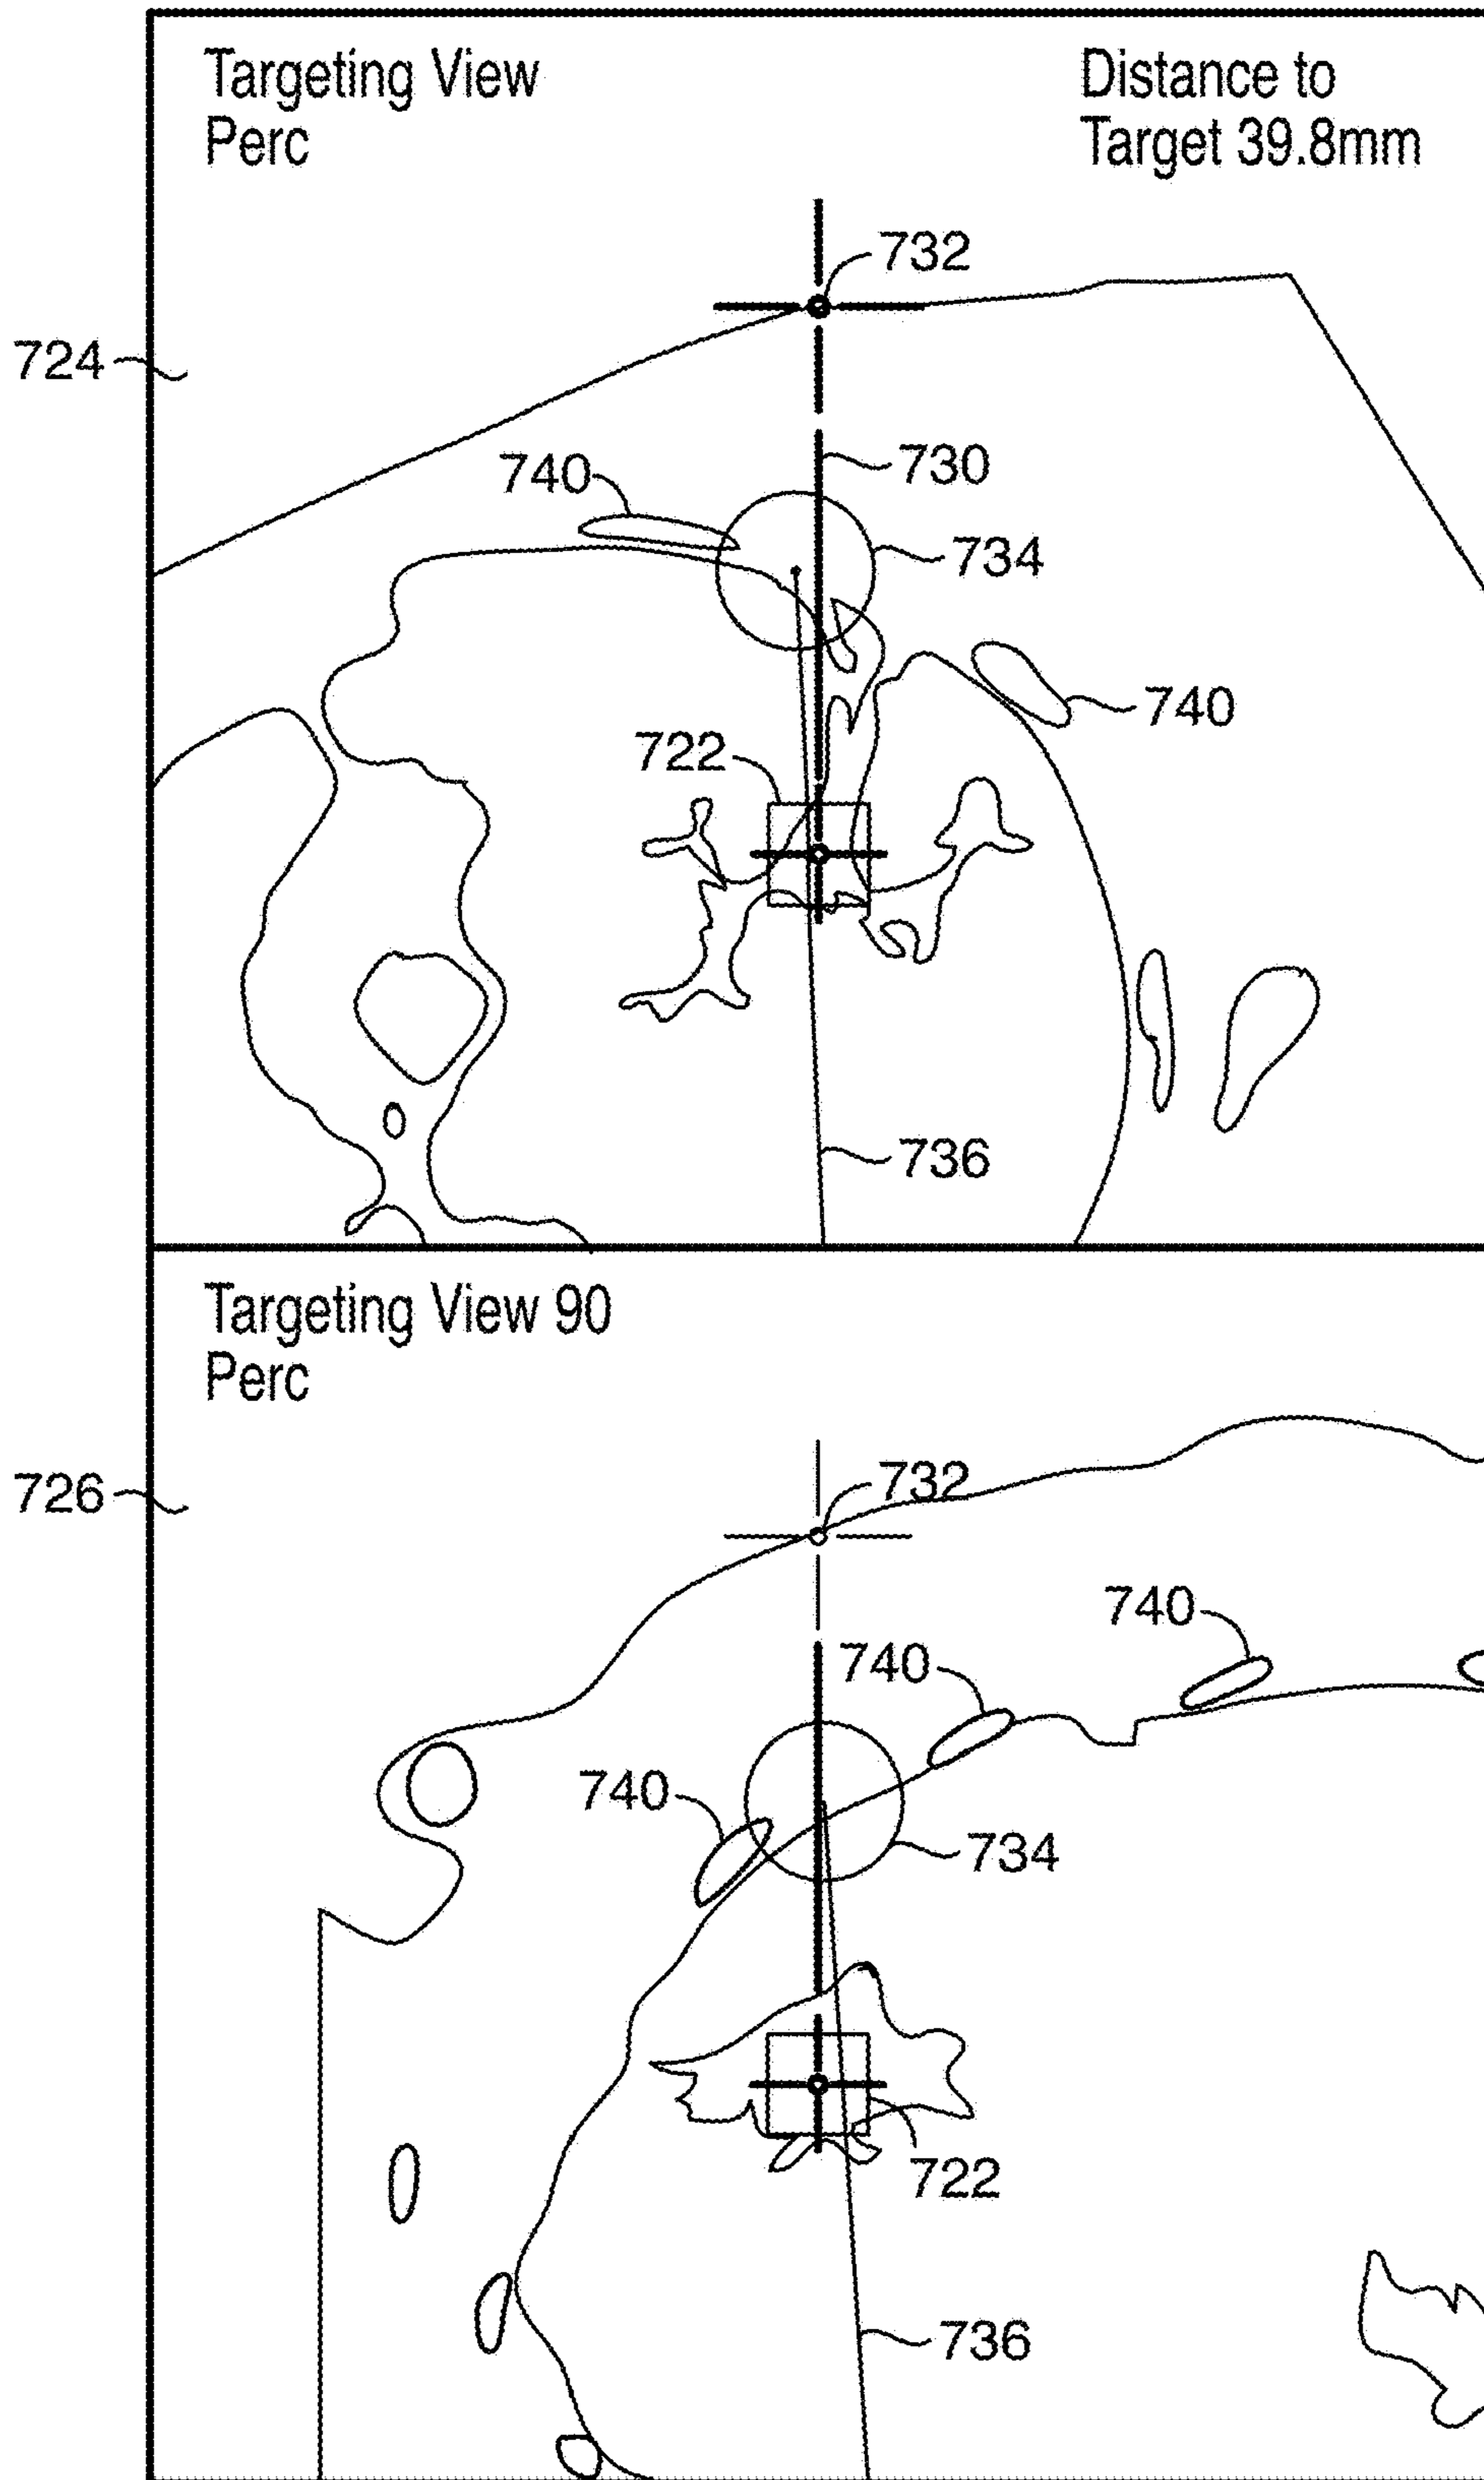 Targeting View
Perc
Distance to
Target 39.8mm
732
724
730
740
734
740
722
736
Targeting View 90
Perc
732
726
740
740
740
734
722
736